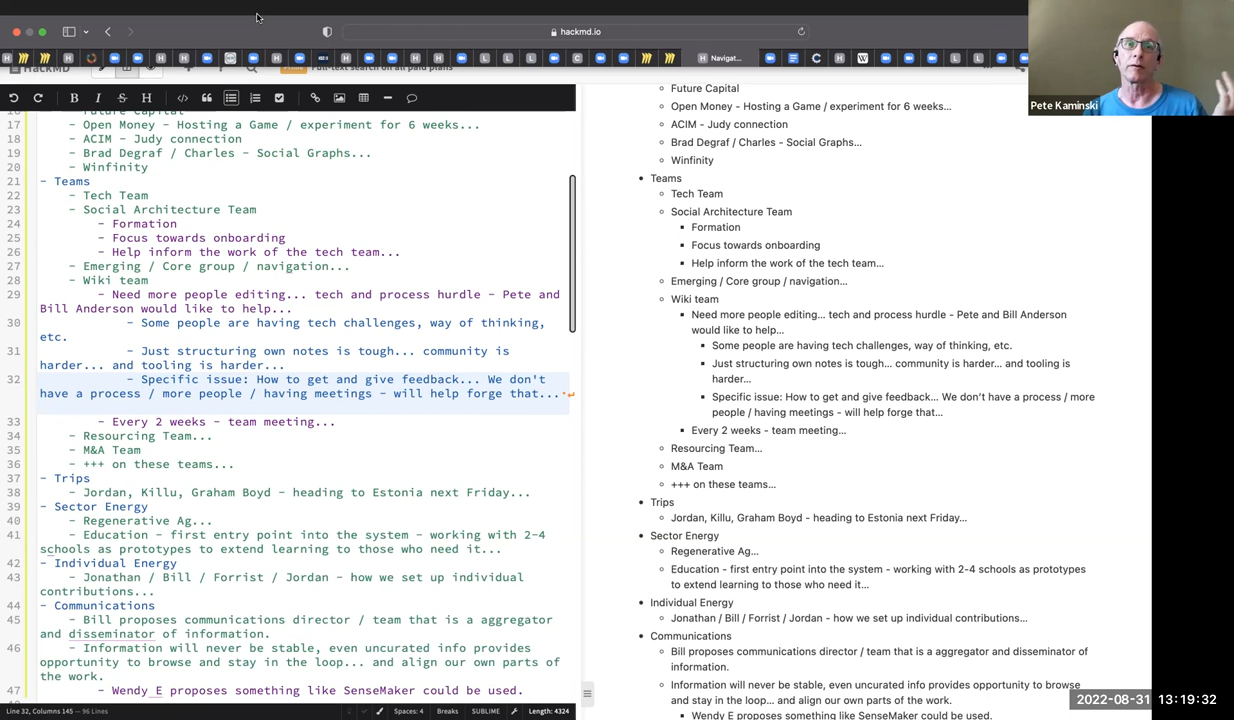 hackmd.io
HackMD
Full-text search on all paid plans
Navigat...
Pete Kaminski
16 - Future Capital
17 - Open Money - Hosting a Game / experiment for 6 weeks...
18 - ACIM - Judy connection
19 - Brad Degraf / Charles - Social Graphs...
20 - Winfinity
21 - Teams
22 - Tech Team
23 - Social Architecture Team
24 - Formation
25 - Focus towards onboarding
26 - Help inform the work of the tech team...
27 - Emerging / Core group / navigation...
28 - Wiki team
29 - Need more people editing... tech and process hurdle - Pete and
Bill Anderson would like to help...
30 - Some people are having tech challenges, way of thinking,
etc.
31 - Just structuring own notes is tough... community is
harder... and tooling is harder...
32 - Specific issue: How to get and give feedback... We don't
have a process / more people / having meetings - will help forge that...
33 - Every 2 weeks - team meeting...
34 - Resourcing Team...
35 - M&A Team
36 - +++ on these teams...
37 - Trips
38 - Jordan, Killu, Graham Boyd - heading to Estonia next Friday...
39 - Sector Energy
40 - Regenerative Ag...
41 - Education - first entry point into the system - working with 2-4
schools as prototypes to extend learning to those who need it...
42 - Individual Energy
43 - Jonathan / Bill / Forrist / Jordan - how we set up individual
contributions...
44 - Communications
45 - Bill proposes communications director / team that is a aggregator
and disseminator of information.
46 - Information will never be stable, even uncurated info provides
opportunity to browse and stay in the loop... and align our own parts of
the work.
47 - Wendy E proposes something like SenseMaker could be used.
Line 32, Columns 145 — 96 Lines
Spaces: 4
Breaks
SUBLIME
Length: 4324
Future Capital
Open Money - Hosting a Game / experiment for 6 weeks…
ACIM - Judy connection
Brad Degraf / Charles - Social Graphs…
Winfinity
Teams
Tech Team
Social Architecture Team
Formation
Focus towards onboarding
Help inform the work of the tech team…
Emerging / Core group / navigation…
Wiki team
Need more people editing… tech and process hurdle - Pete and Bill Anderson
would like to help…
Some people are having tech challenges, way of thinking, etc.
Just structuring own notes is tough… community is harder… and tooling is
harder…
Specific issue: How to get and give feedback… We don't have a process / more
people / having meetings - will help forge that…
Every 2 weeks - team meeting…
Resourcing Team…
M&A Team
+++ on these teams…
Trips
Jordan, Killu, Graham Boyd - heading to Estonia next Friday…
Sector Energy
Regenerative Ag…
Education - first entry point into the system - working with 2-4 schools as prototypes
to extend learning to those who need it…
Individual Energy
Jonathan / Bill / Forrist / Jordan - how we set up individual contributions…
Communications
Bill proposes communications director / team that is a aggregator and disseminator of
information.
Information will never be stable, even uncurated info provides opportunity to browse
and stay in the loop… and align our own parts of the work.
Wendy E proposes something like SenseMaker could be used.
2022-08-31 13:19:32